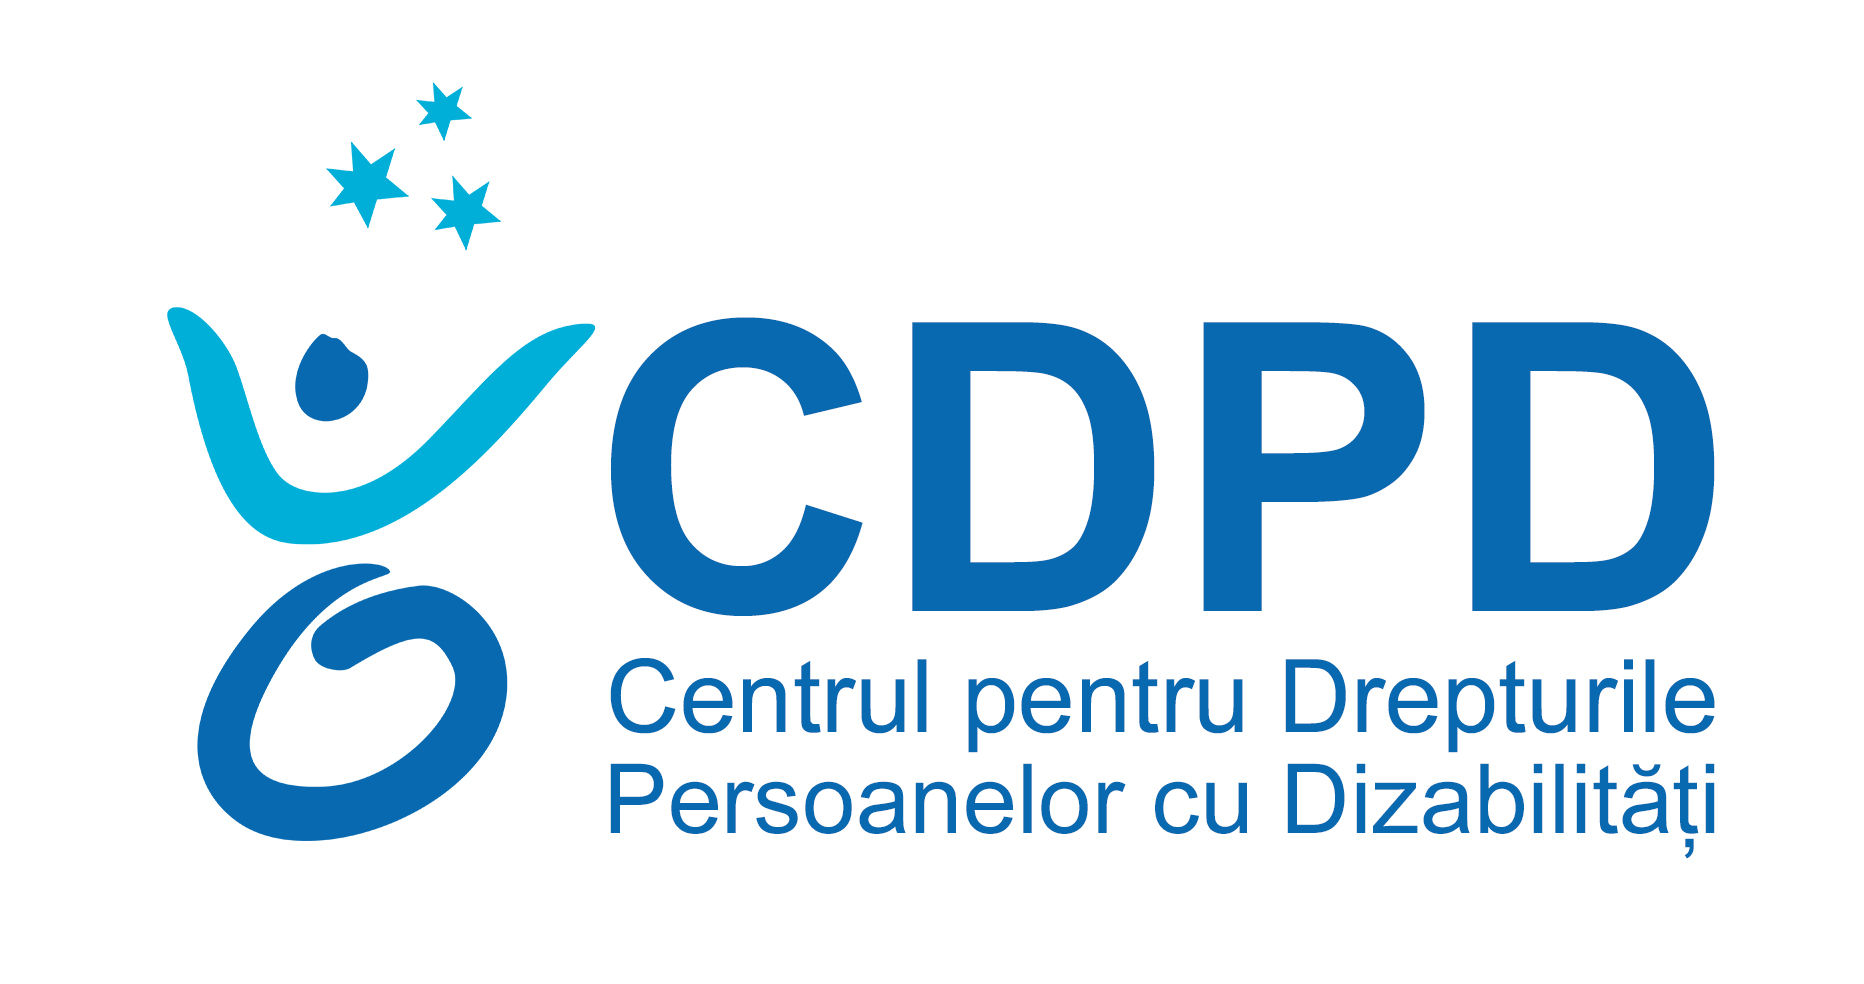 CDPD
Centrul pentru Drepturile
Persoanelor cu Dizabilități